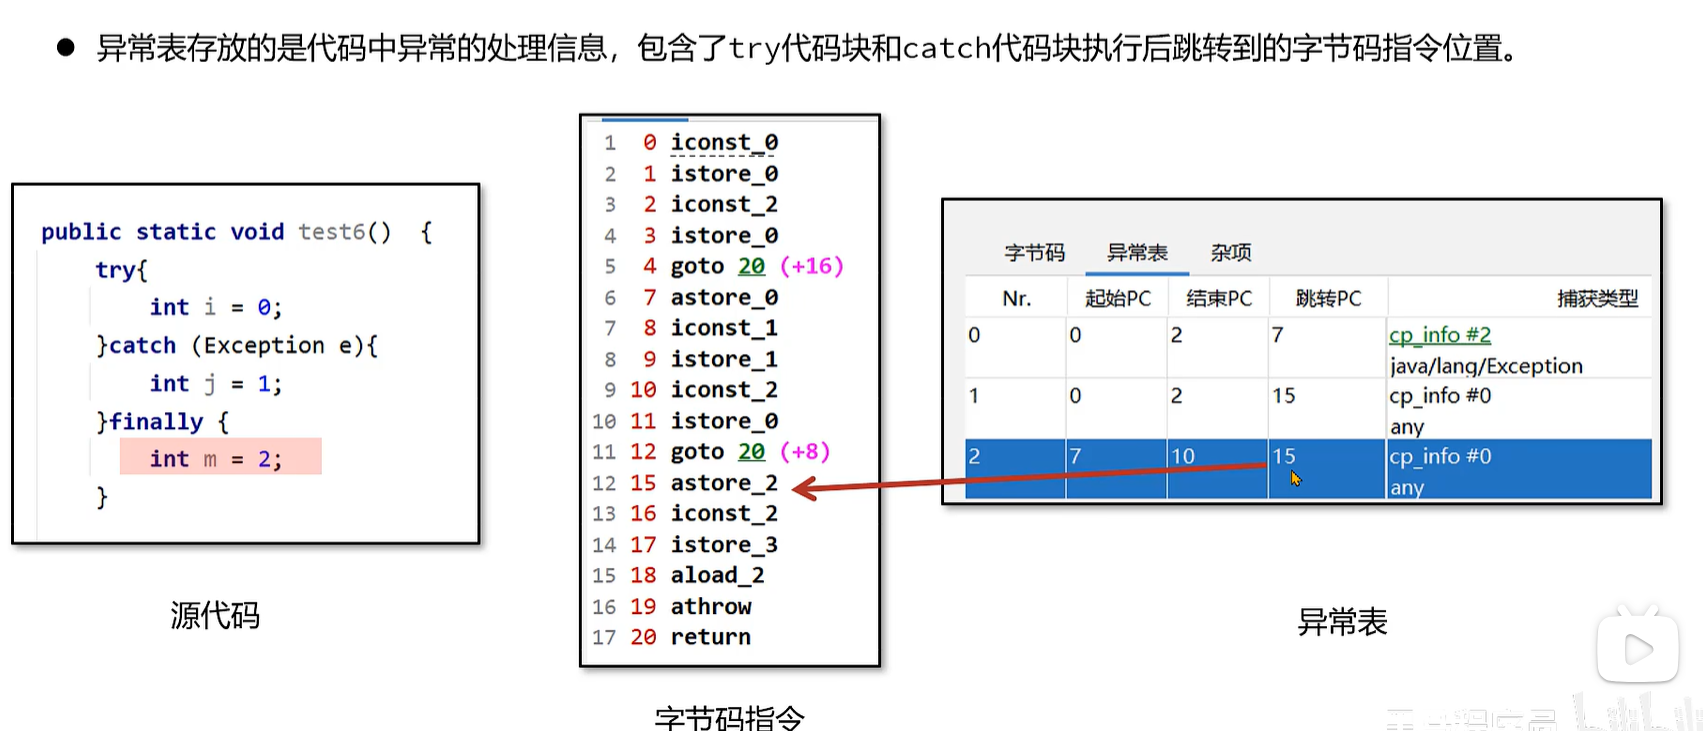 ● 异常表存放的是代码中异常的处理信息，包含了try代码块和catch代码块执行后跳转到的字节码指令位置。
public static void test6()  {
try{
int i = 0;
}catch (Exception e){
int j = 1;
}finally {
int m = 2;
}
源代码
1 0 iconst_0
2 1 istore_0
3 2 iconst_2
4 3 istore_0
5 4 goto 20 (+16)
6 7 astore_0
7 8 iconst_1
8 9 istore_1
9 10 iconst_2
10 11 istore_0
11 12 goto 20 (+8)
12 15 astore_2
13 16 iconst_2
14 17 istore_3
15 18 aload_2
16 19 athrow
17 20 return
字节码指令
字节码 异常表 杂项
Nr. 起始PC 结束PC 跳转PC 捕获类型
0 0 2 7 cp_info #2
java/lang/Exception
1 0 2 15 cp_info #0
any
2 7 10 15 cp_info #0
any
异常表